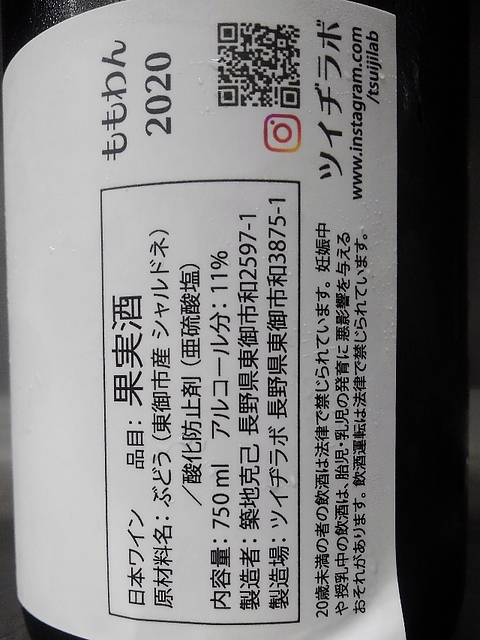 ももわん
2020
ツイヂラボ
www.instagram.com
/tsuijilab
日本ワイン 品目：果実酒
原材料名：ぶどう（東御市産 シャルドネ）
／酸化防止剤（亜硫酸塩）
内容量：750 ml アルコール分：11%
製造者：築地克己 長野県東御市和2597-1
製造場：ツイヂラボ 長野県東御市和3875-1
20歳未満の者の飲酒は法律で禁じられています。妊娠中
や授乳中の飲酒は、胎児・乳児の発育に悪影響を与える
おそれがあります。飲酒運転は法律で禁じられています。